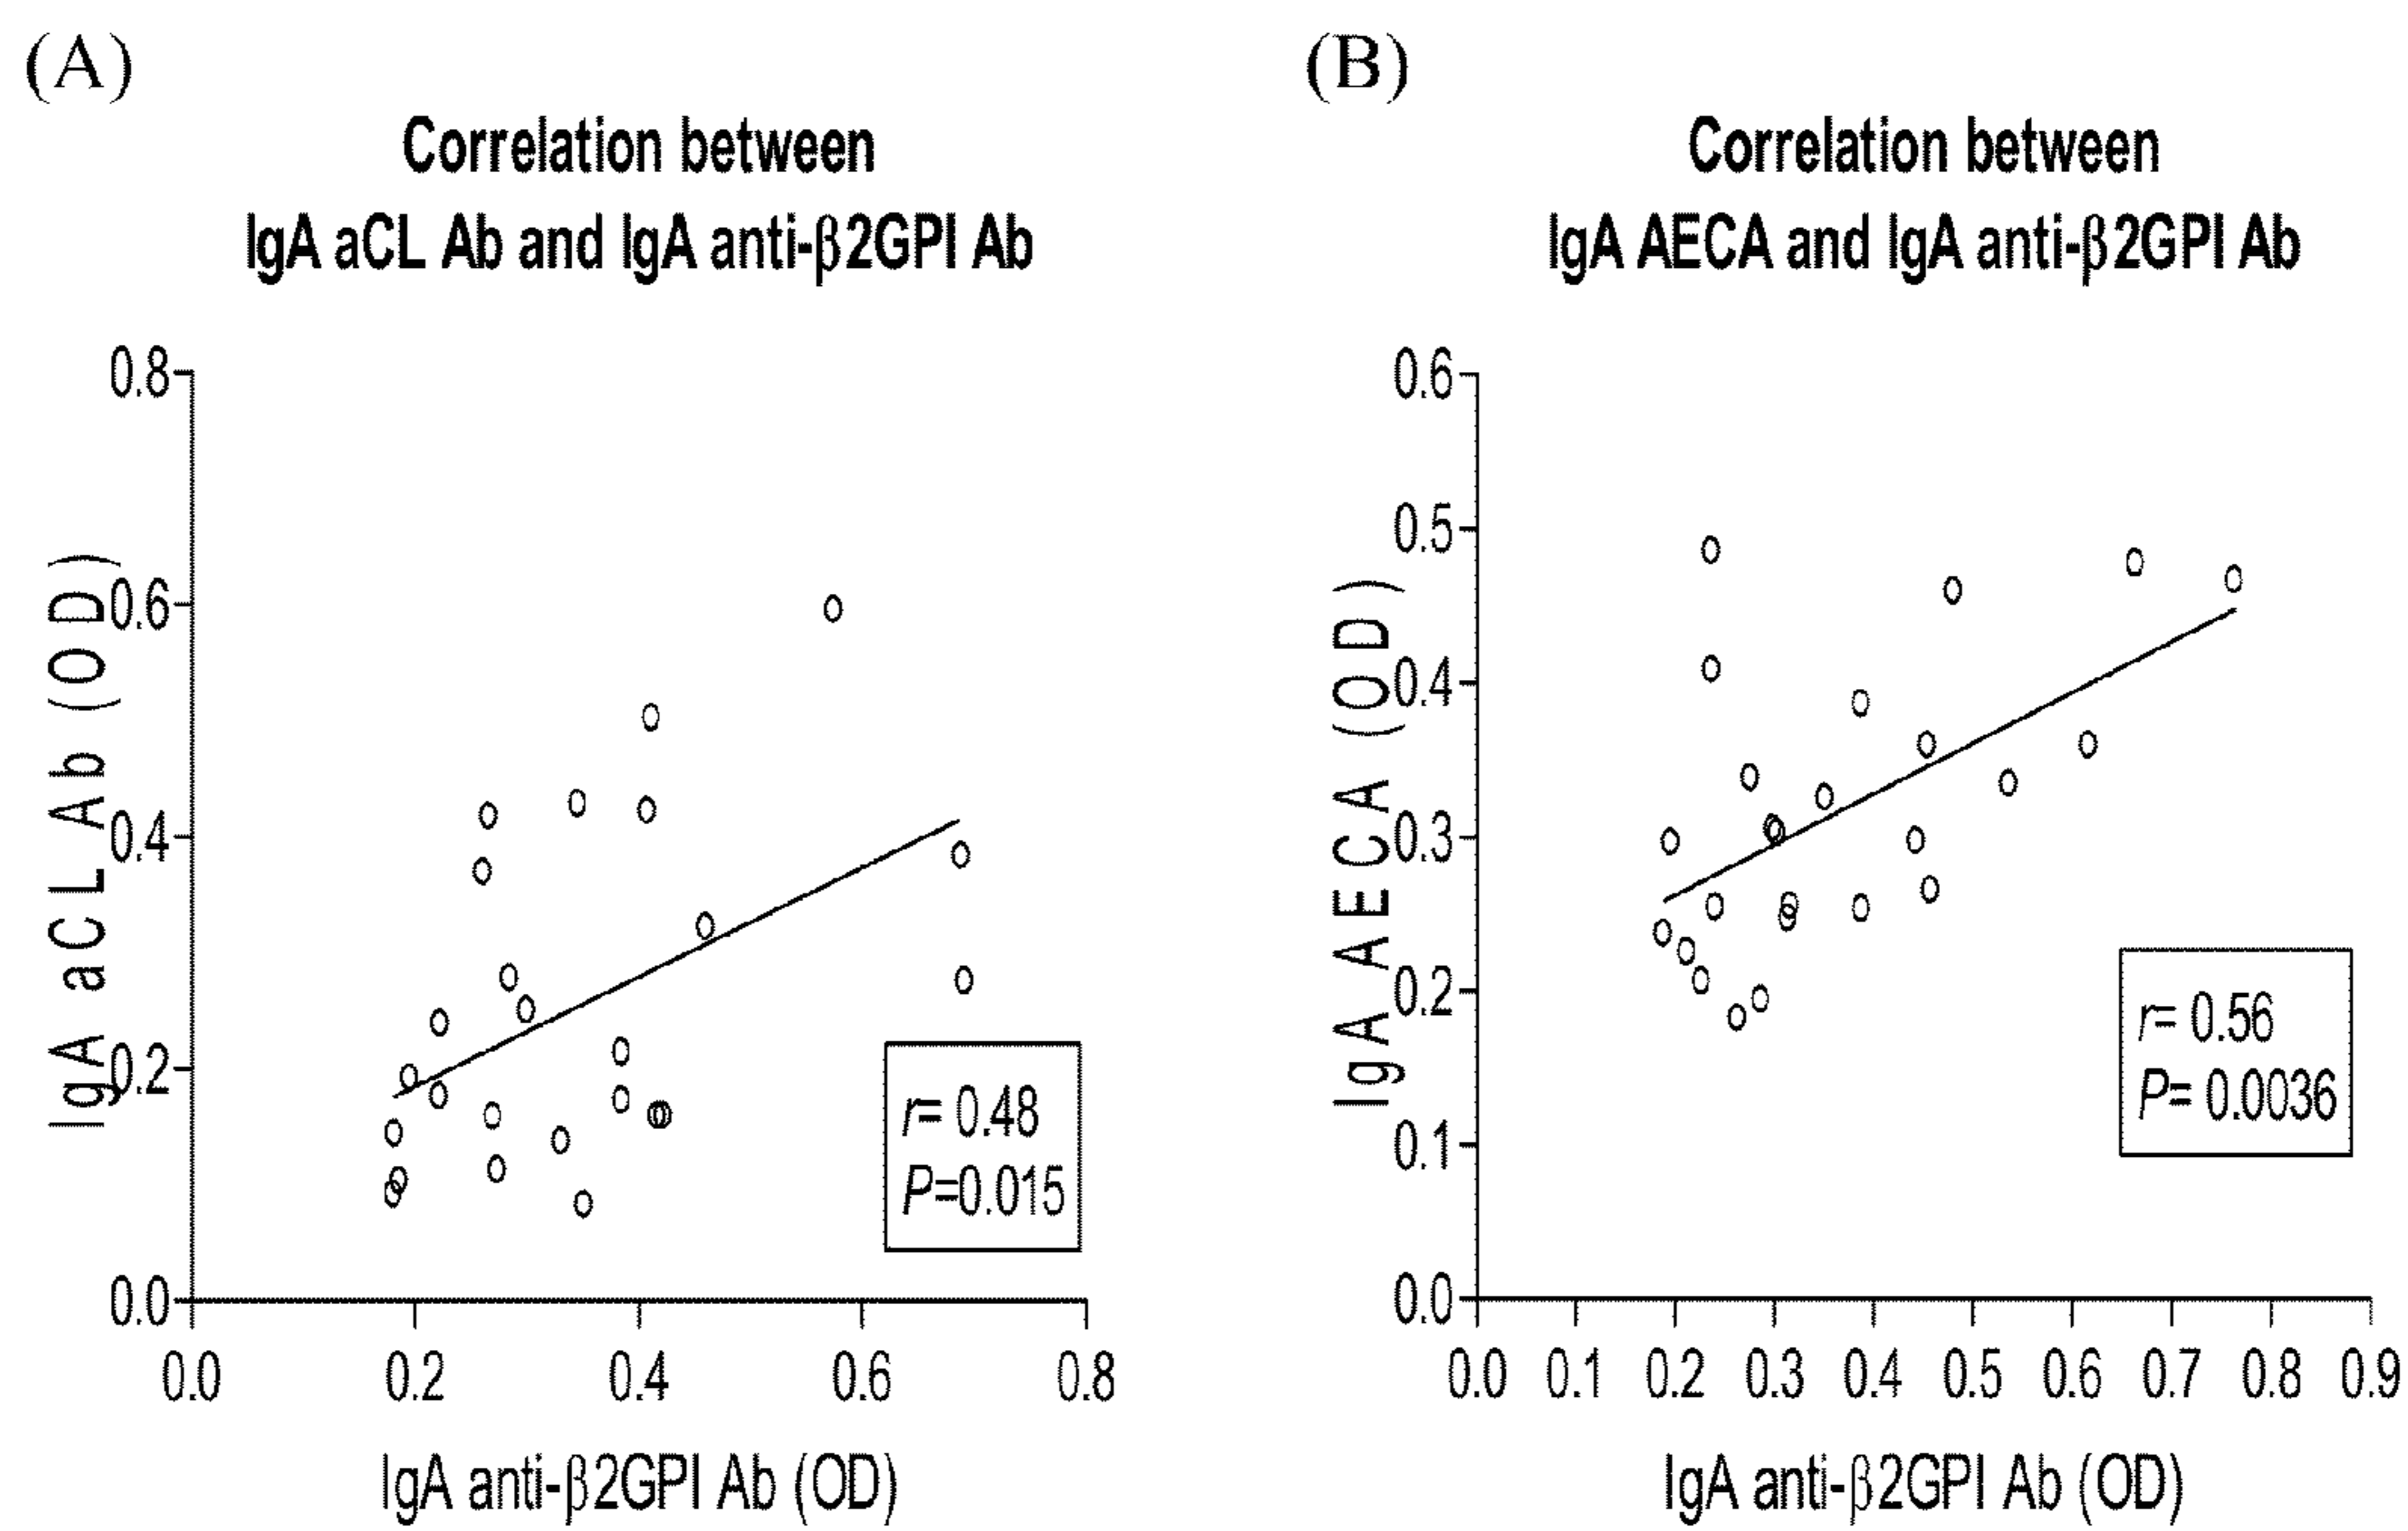 (A)
Correlation between
IgA aCL Ab and IgA anti-β2GPI Ab
IgA aCL Ab (OD)
0.8
0.6
0.4
0.2
0.0
0.0 0.2 0.4 0.6 0.8
r= 0.48
P=0.015
IgA anti-β2GPI Ab (OD)
(B)
Correlation between
IgA AECA and IgA anti-β2GPI Ab
IgA AECA (OD)
0.6
0.5
0.4
0.3
0.2
0.1
0.0
0.0 0.1 0.2 0.3 0.4 0.5 0.6 0.7 0.8 0.9
r= 0.56
P= 0.0036
IgA anti-β2GPI Ab (OD)